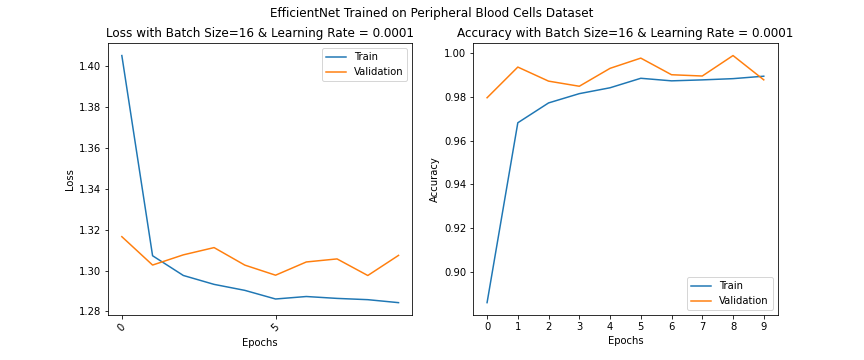 EfficientNet Trained on Peripheral Blood Cells Dataset
Loss with Batch Size=16 & Learning Rate = 0.0001
Train
Validation
1.40
1.38
1.36
1.34
1.32
1.30
1.28
Loss
0
5
Epochs
Accuracy with Batch Size=16 & Learning Rate = 0.0001
1.00
0.98
0.96
0.94
0.92
0.90
Accuracy
Train
Validation
0 1 2 3 4 5 6 7 8 9
Epochs